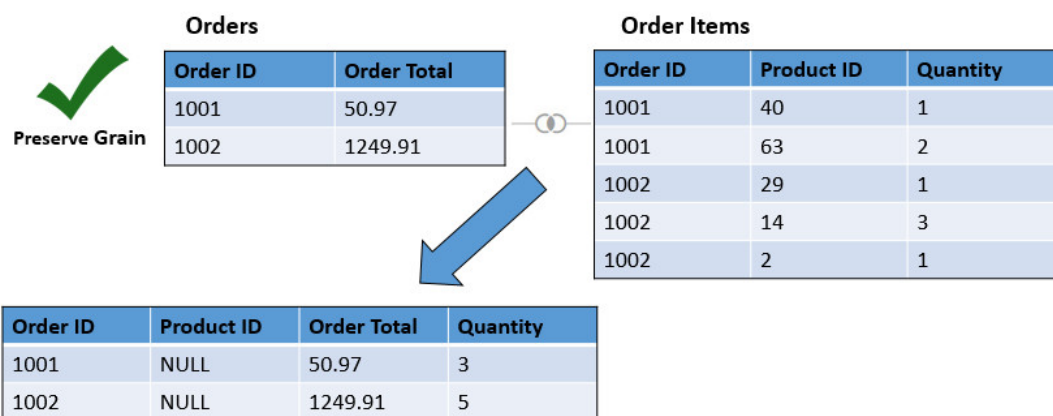 Orders
Order ID Order Total
1001 50.97
1002 1249.91
Preserve Grain
Order Items
Order ID Product ID Quantity
1001 40 1
1001 63 2
1002 29 1
1002 14 3
1002 2 1
Order ID Product ID Order Total Quantity
1001 NULL 50.97 3
1002 NULL 1249.91 5